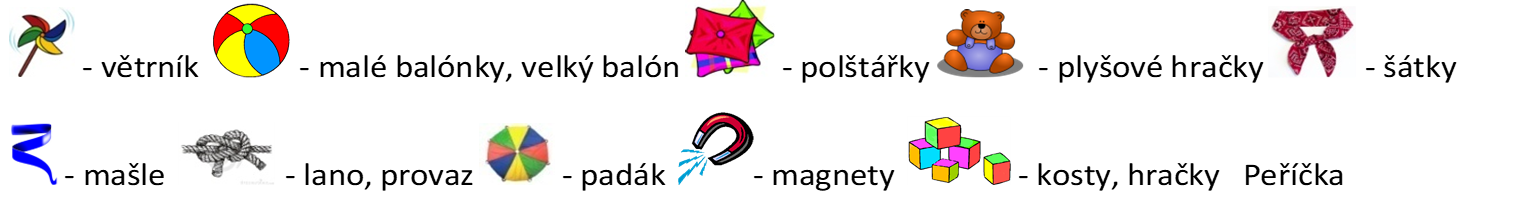 - větrník - malé balónky, velký balón - polštářky - plyšové hračky - šátky
- mašle - lano, provaz - padák - magnety - kosty, hračky Peříčka